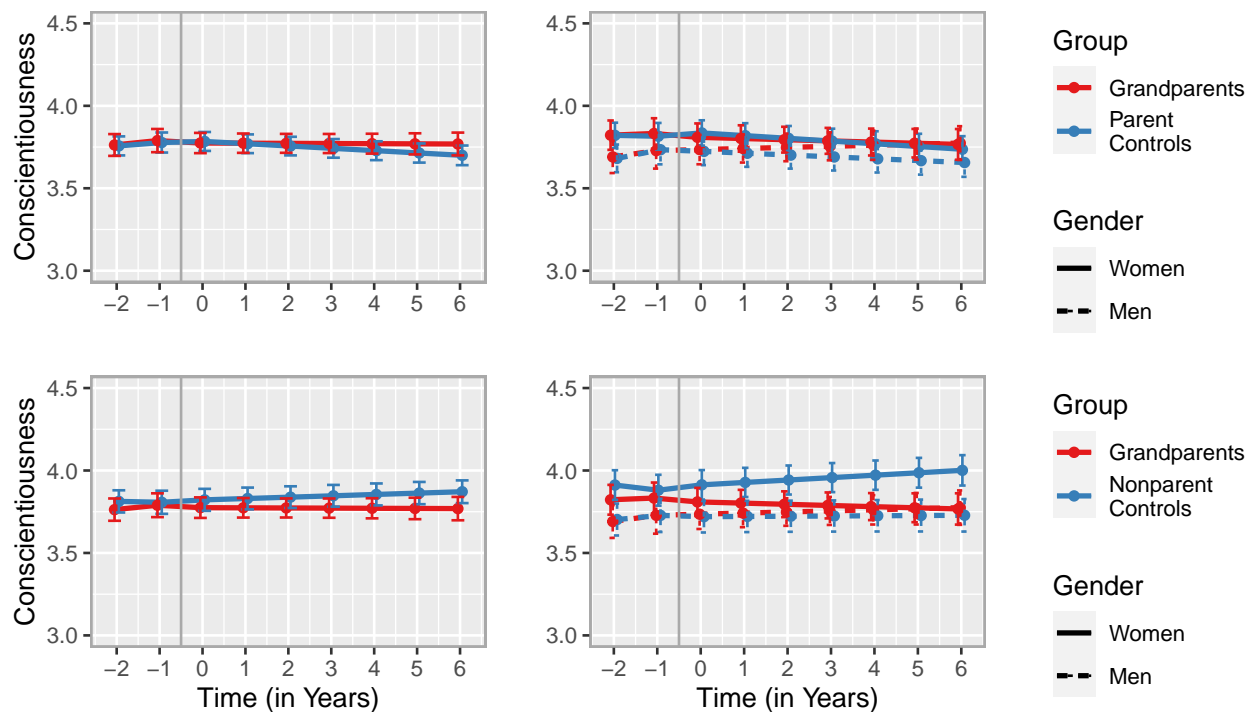 Conscientiousness
4.5
4.0
3.5
3.0
−2 −1 0 1 2 3 4 5 6
4.5
4.0
3.5
3.0
−2 −1 0 1 2 3 4 5 6
Group
Grandparents
Parent
Controls
Gender
Women
Men
Conscientiousness
4.5
4.0
3.5
3.0
−2 −1 0 1 2 3 4 5 6
Time (in Years)
4.5
4.0
3.5
3.0
−2 −1 0 1 2 3 4 5 6
Time (in Years)
Group
Grandparents
Nonparent
Controls
Gender
Women
Men